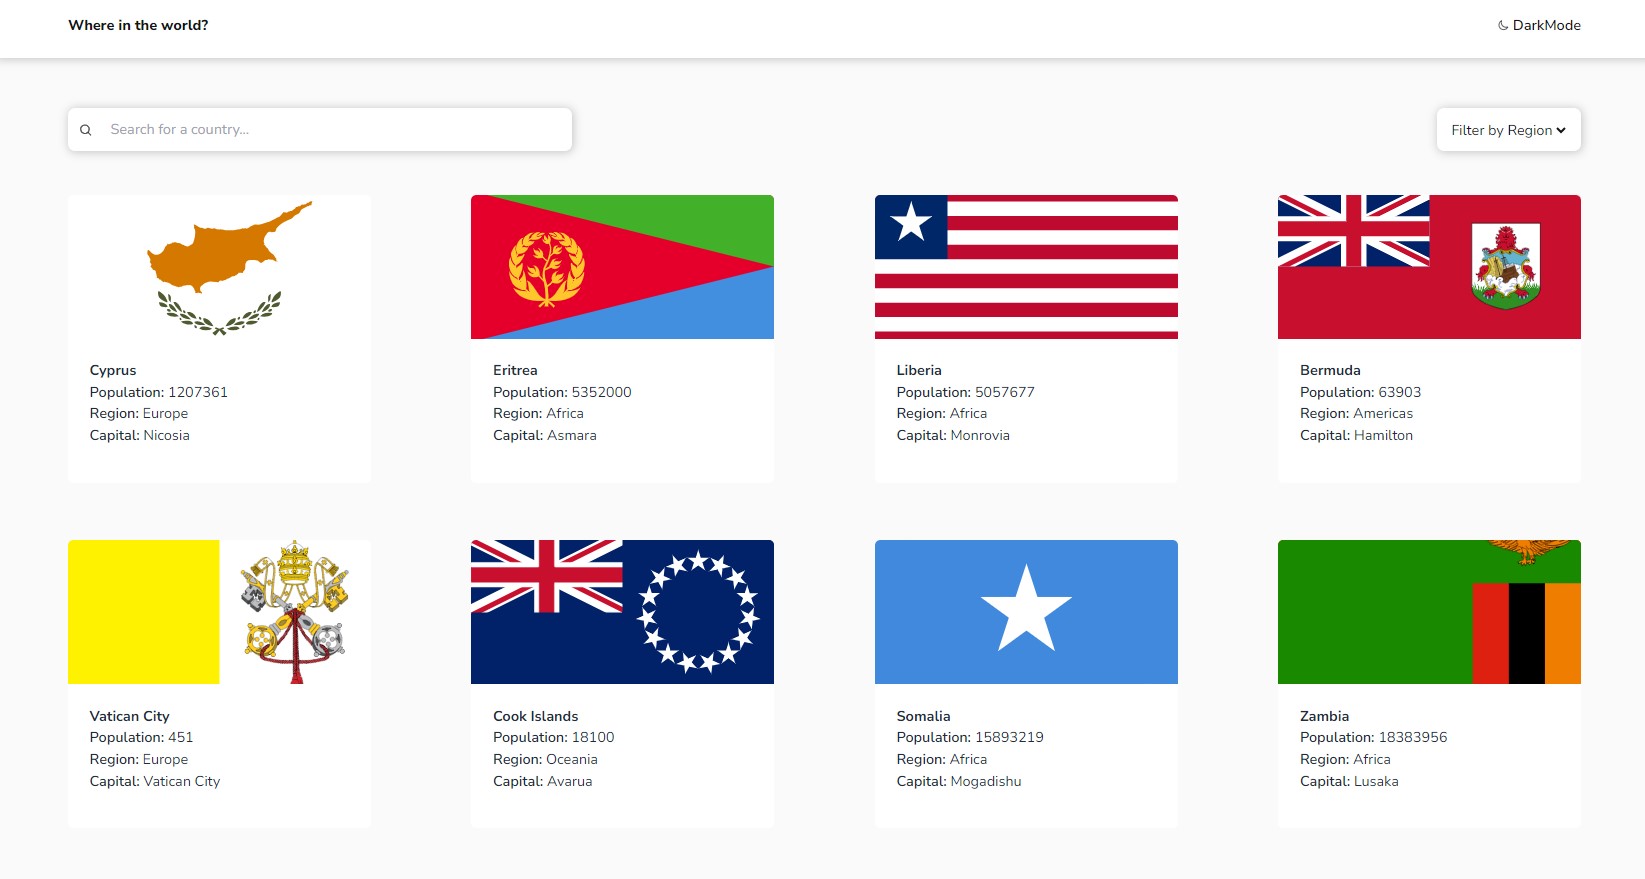 Where in the world?
DarkMode
Search for a country...
Filter by Region
Cyprus
Population: 1207361
Region: Europe
Capital: Nicosia
Eritrea
Population: 5352000
Region: Africa
Capital: Asmara
Liberia
Population: 5057677
Region: Africa
Capital: Monrovia
Bermuda
Population: 63903
Region: Americas
Capital: Hamilton
Vatican City
Population: 451
Region: Europe
Capital: Vatican City
Cook Islands
Population: 18100
Region: Oceania
Capital: Avarua
Somalia
Population: 15893219
Region: Africa
Capital: Mogadishu
Zambia
Population: 18383956
Region: Africa
Capital: Lusaka